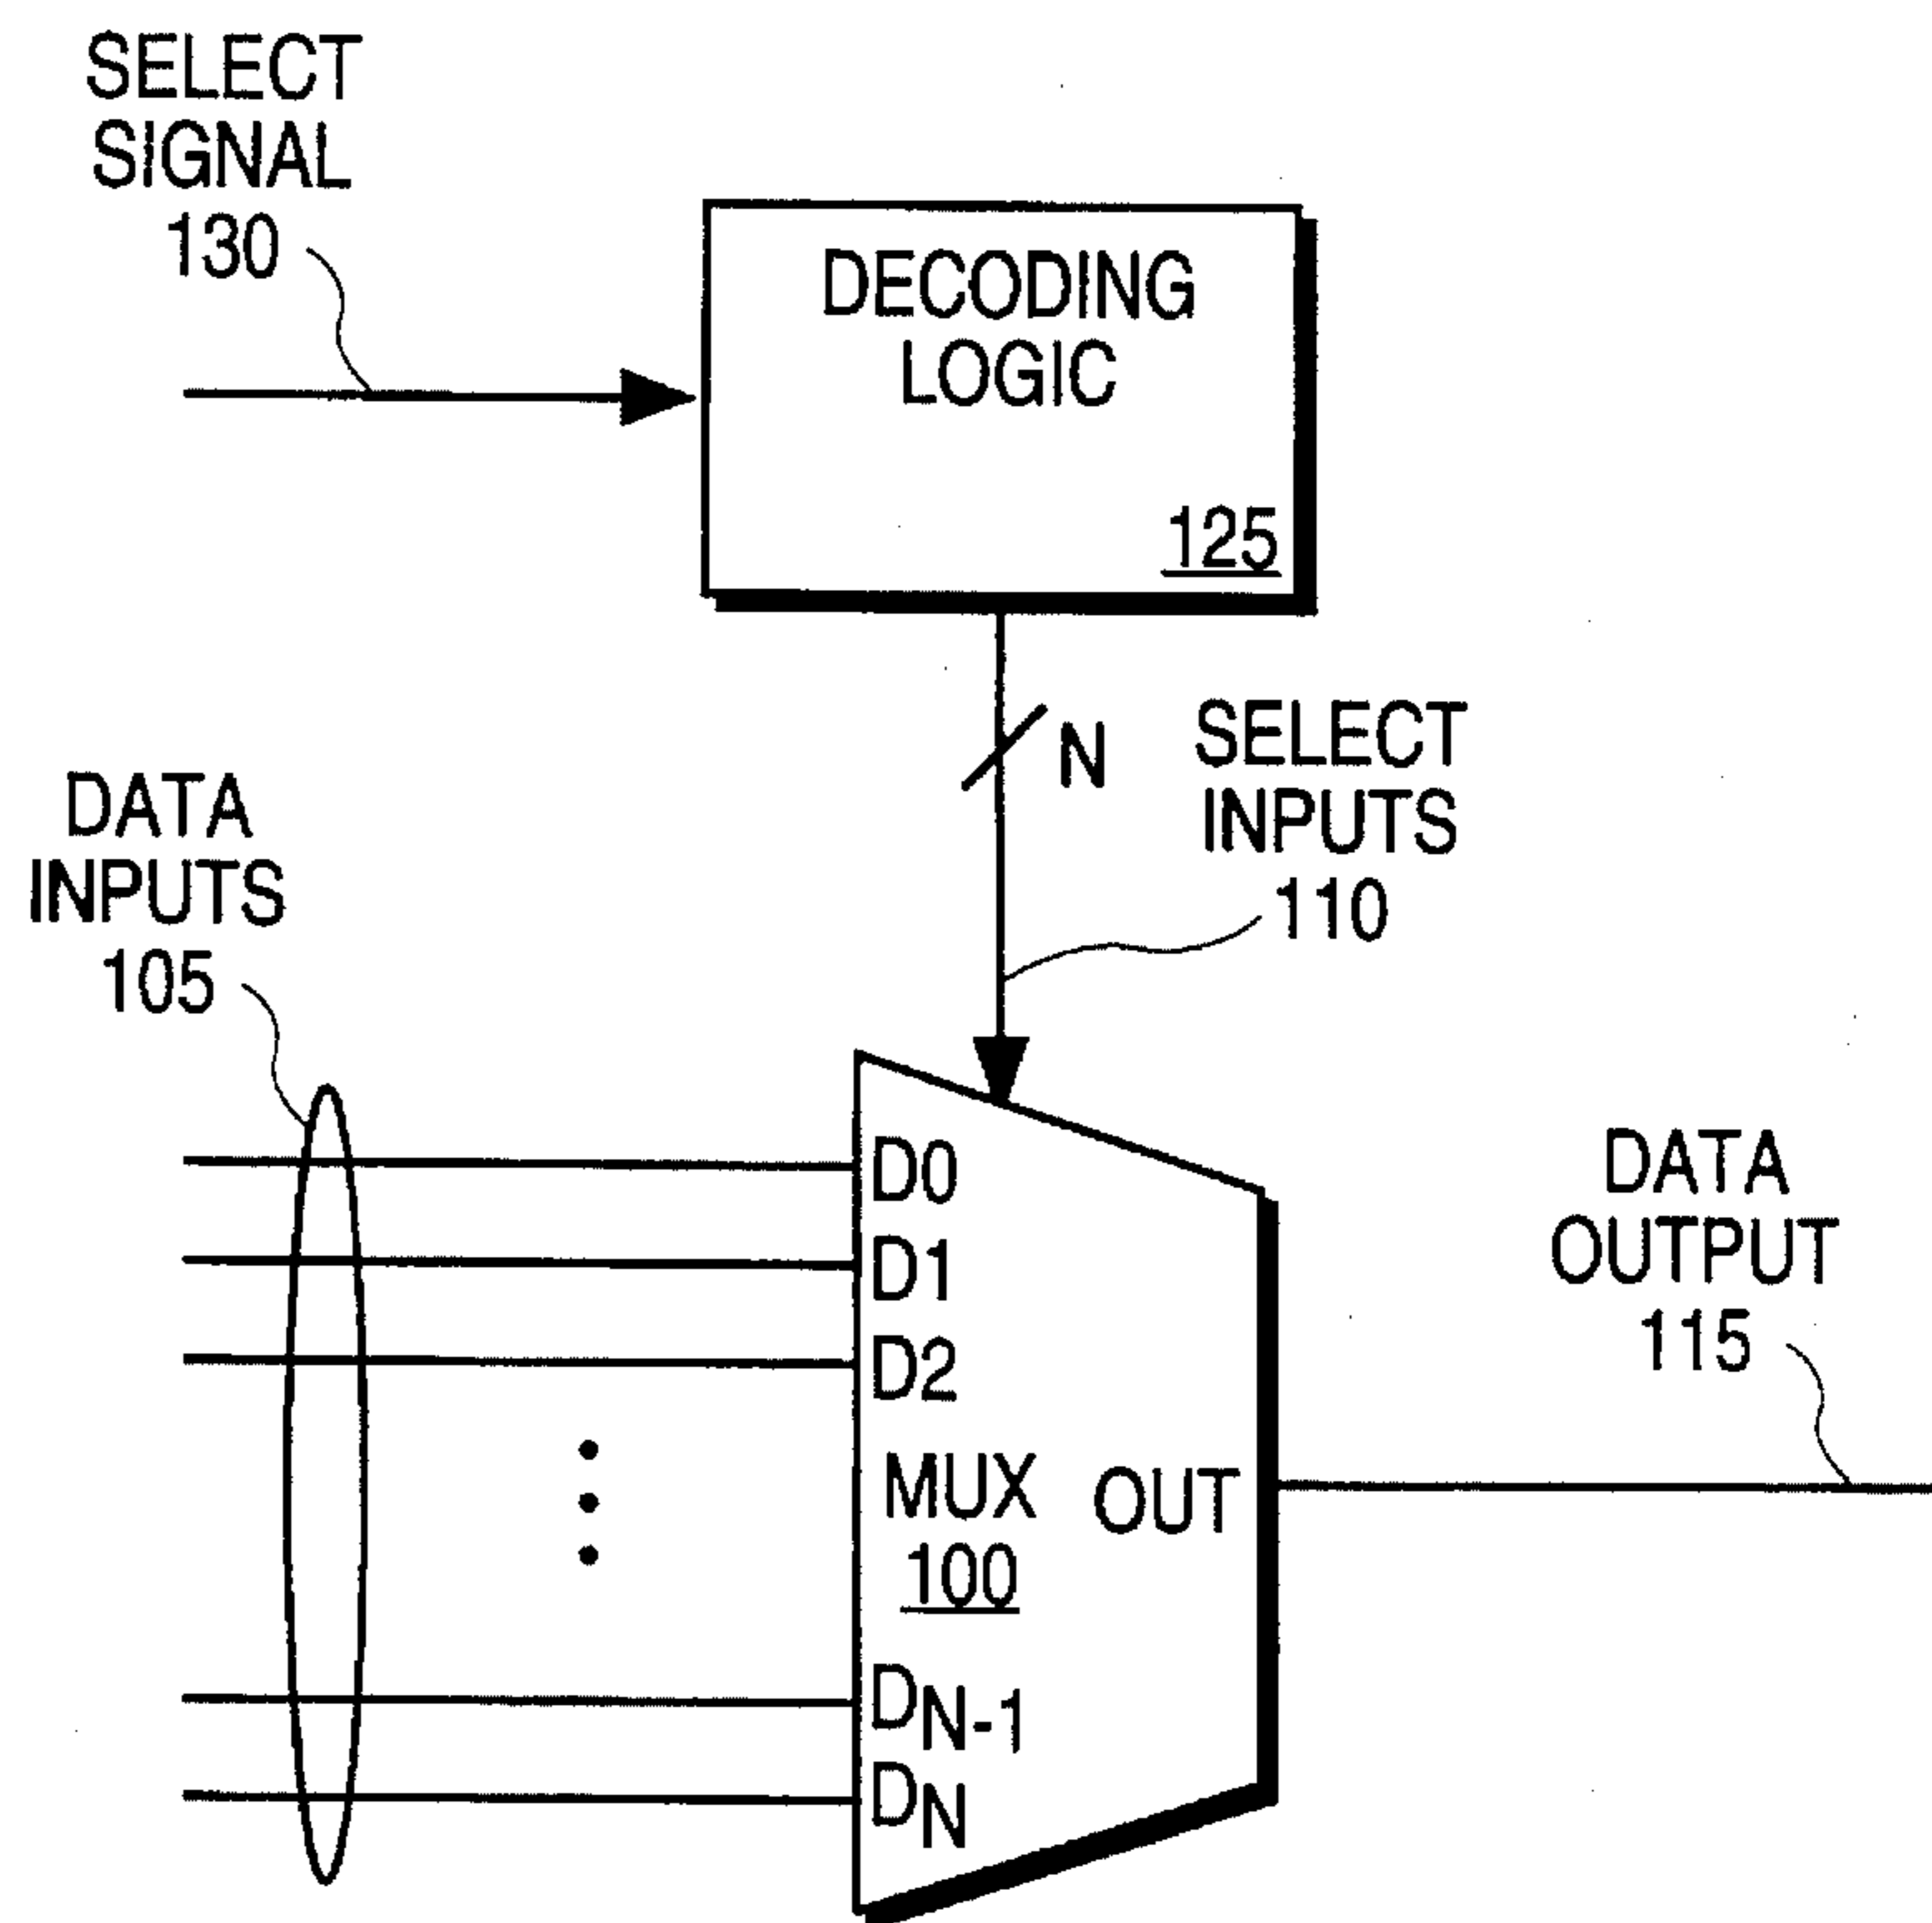 SELECT
SIGNAL
130
DECODING
LOGIC
125
N
SELECT
INPUTS
110
DATA
INPUTS
105
D0
D1
D2
MUX
100
OUT
DN-1
DN
DATA
OUTPUT
115